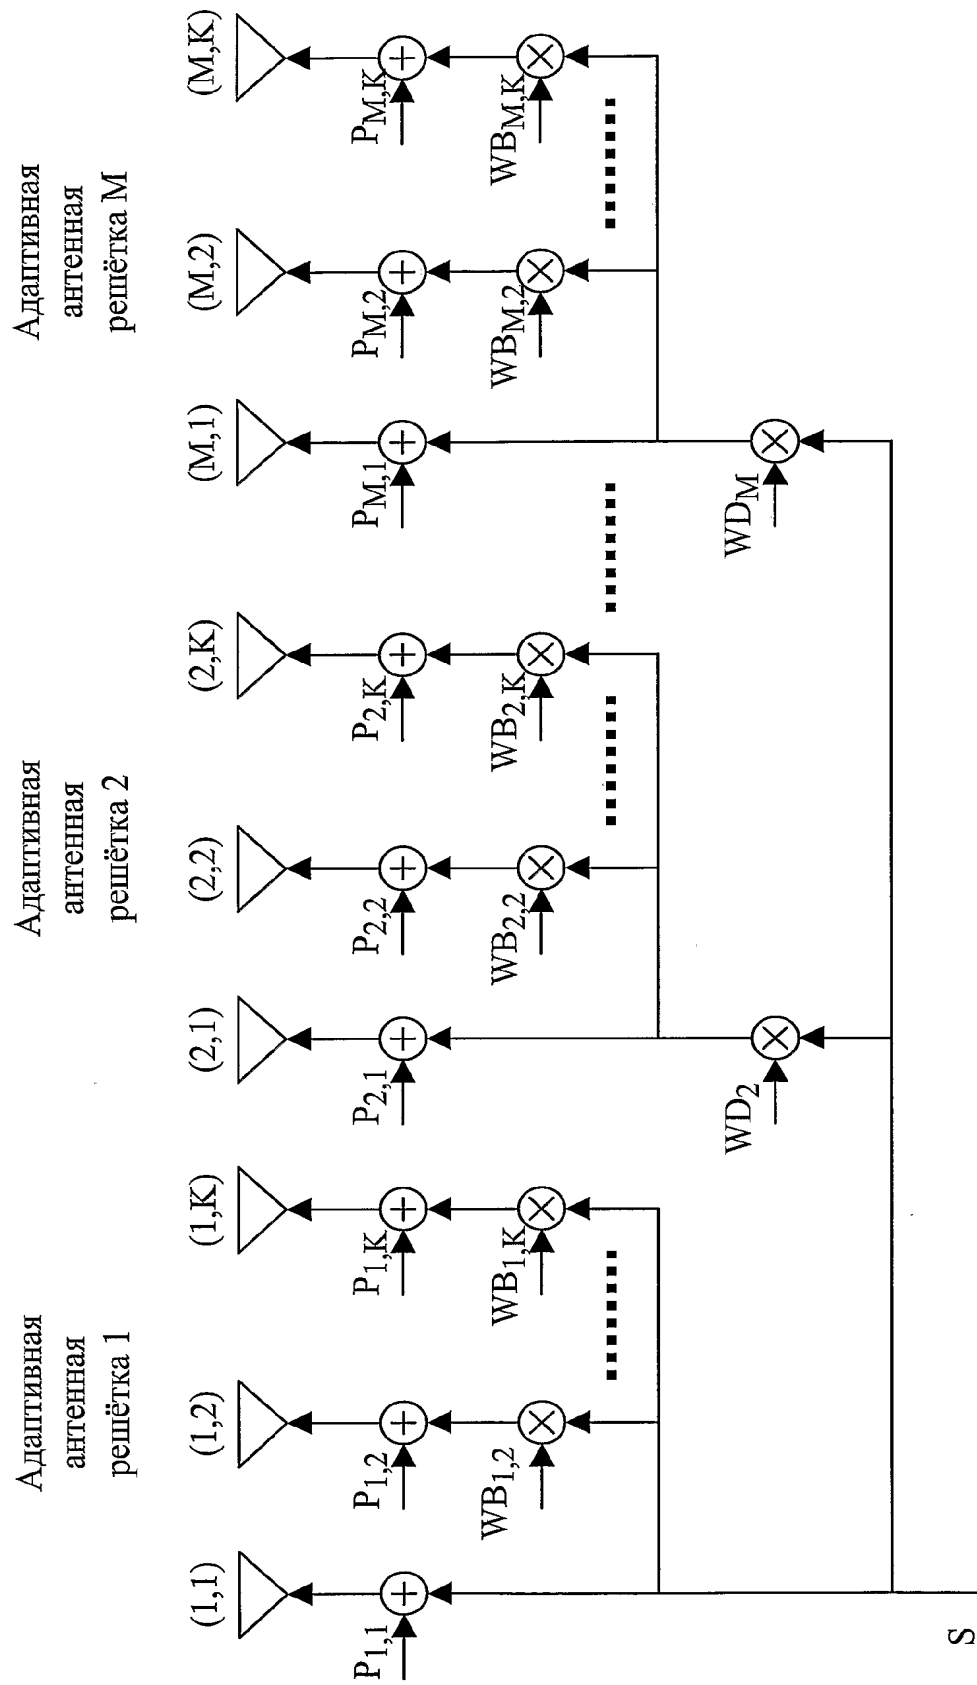 Адаптивная
антенная
решётка 1
Адаптивная
антенная
решётка 2
Адаптивная
антенная
решётка M
(1,1)
(1,2)
(1,K)
(2,1)
(2,2)
(2,K)
(M,1)
(M,2)
(M,K)
P1,1
P1,2
P1,K
P2,1
P2,2
P2,K
PM,1
PM,2
PM,K
WB1,2
WB1,K
WB2,2
WB2,K
WBM,2
WBM,K
WD2
WDM
S